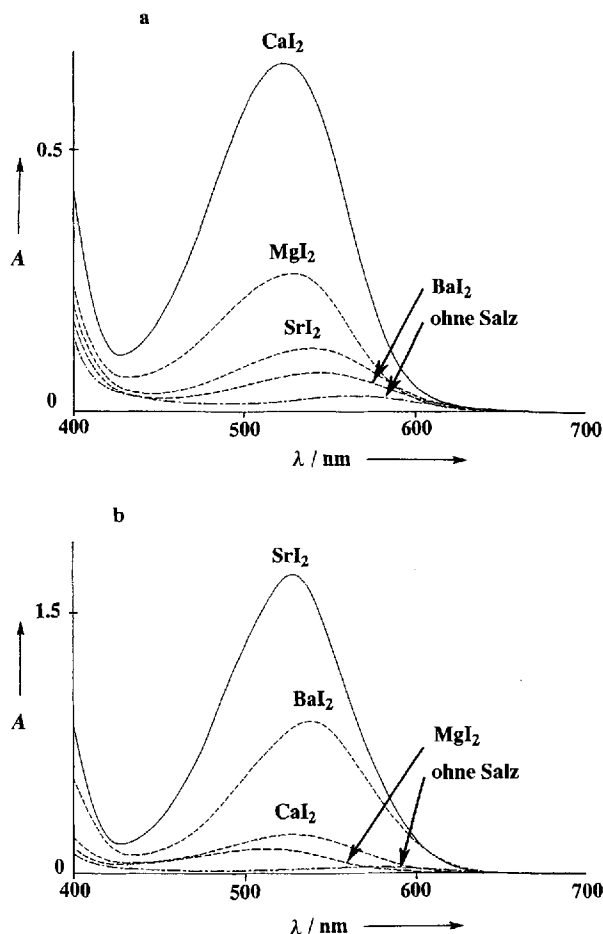 a
CaI₂
0.5
A
MgI₂
BaI₂
SrI₂
ohne Salz
0
400 500 600 700
λ / nm
b
SrI₂
1.5
A
BaI₂
MgI₂
ohne Salz
CaI₂
0
400 500 600 700
λ / nm